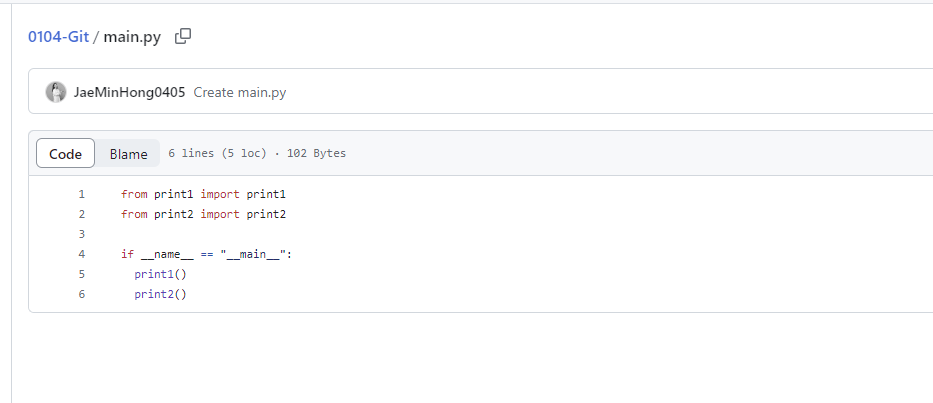 0104-Git / main.py
JaeMinHong0405 Create main.py
Code Blame 6 lines (5 loc) · 102 Bytes
1 from print1 import print1
2 from print2 import print2
3
4 if __name__ == "__main__":
5   print1()
6   print2()